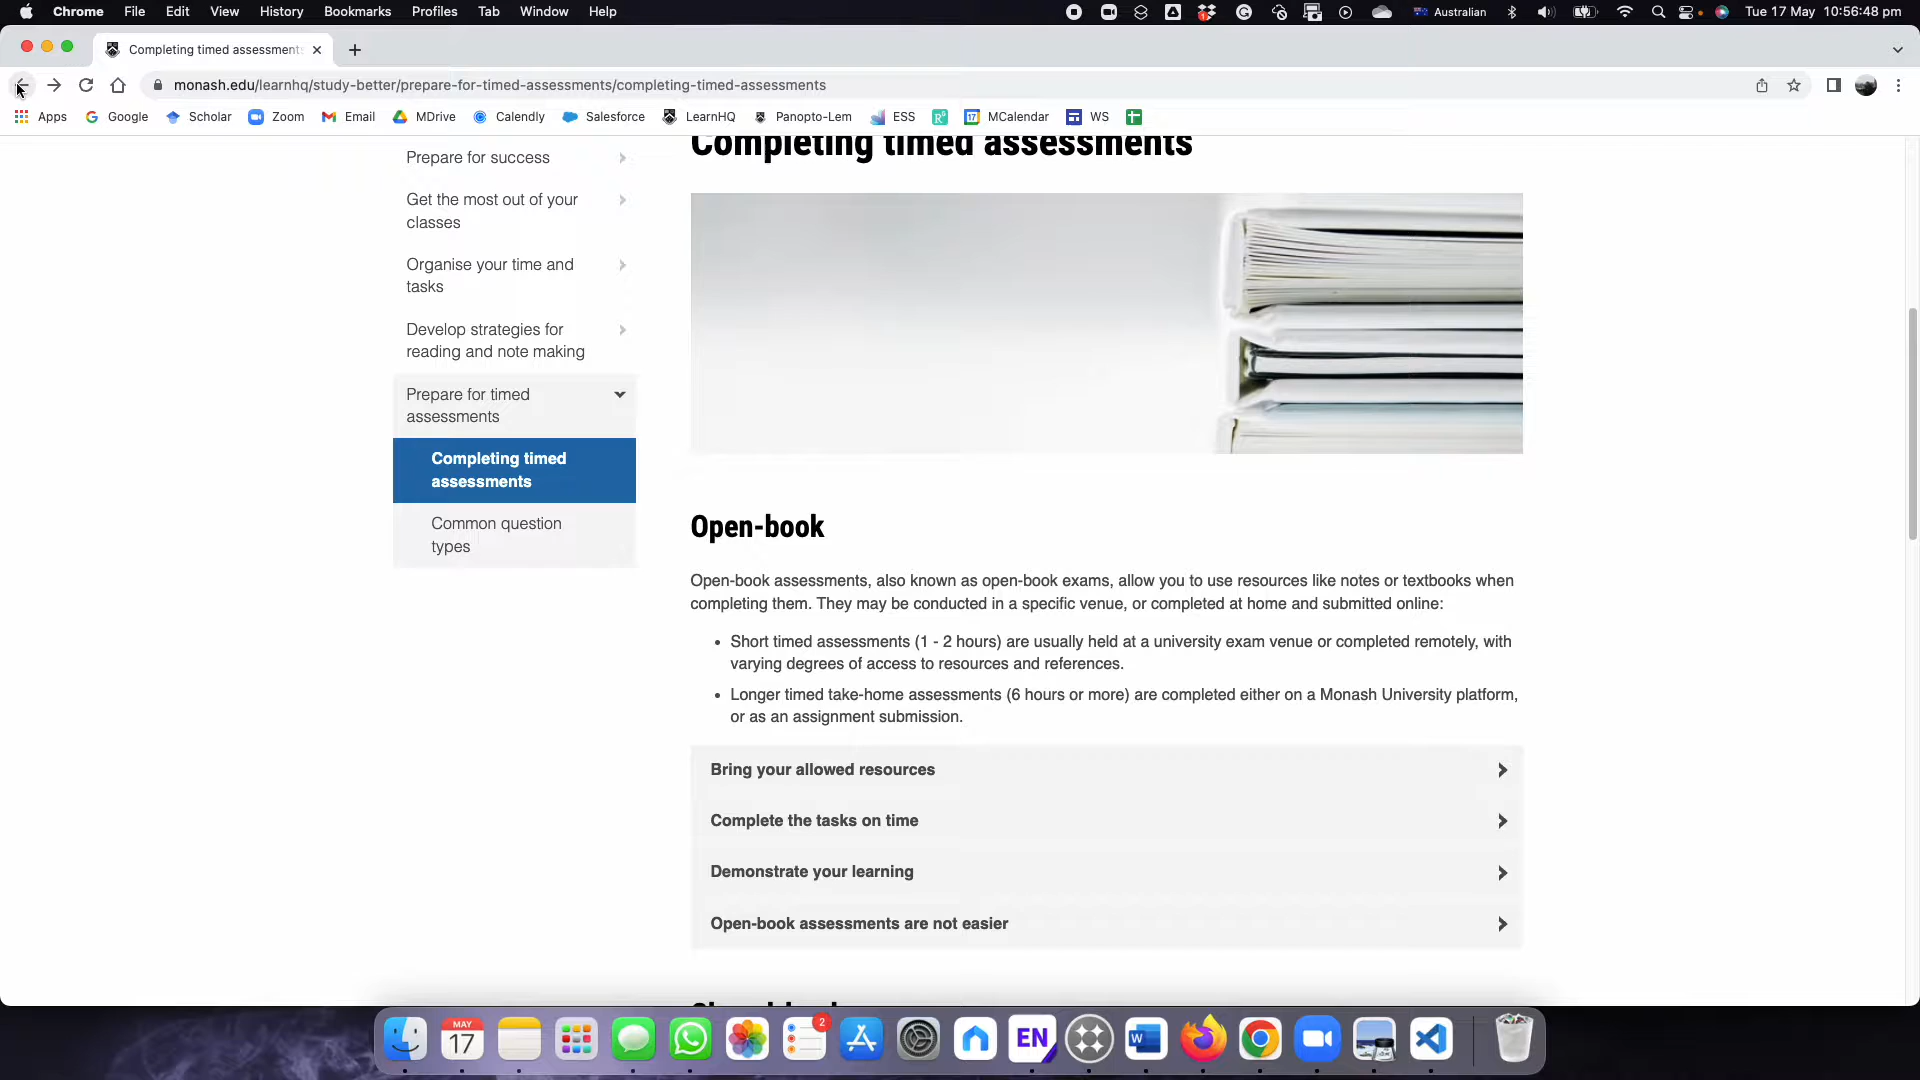 Chrome File Edit View History Bookmarks Profiles Tab Window Help
Australian Tue 17 May 10:56:48 pm
Completing timed assessments
monash.edu/learnhq/study-better/prepare-for-timed-assessments/completing-timed-assessments
Apps Google Scholar Zoom Email MDrive Calendly Salesforce LearnHQ Panopto-Lem ESS MCalendar WS
Completing timed assessments
Prepare for success
Get the most out of your
classes
Organise your time and
tasks
Develop strategies for
reading and note making
Prepare for timed
assessments
Completing timed
assessments
Common question
types
Open-book
Open-book assessments, also known as open-book exams, allow you to use resources like notes or textbooks when
completing them. They may be conducted in a specific venue, or completed at home and submitted online:
• Short timed assessments (1 - 2 hours) are usually held at a university exam venue or completed remotely, with
varying degrees of access to resources and references.
• Longer timed take-home assessments (6 hours or more) are completed either on a Monash University platform,
or as an assignment submission.
Bring your allowed resources
Complete the tasks on time
Demonstrate your learning
Open-book assessments are not easier
MAY
17
2
EN
W